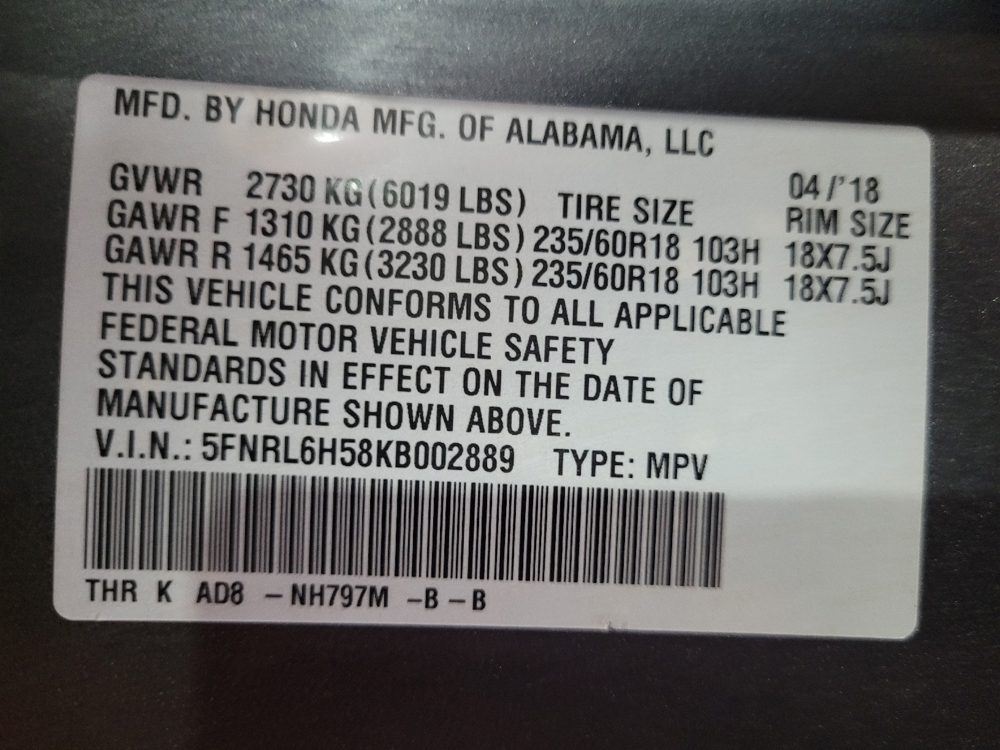 MFD. BY HONDA MFG. OF ALABAMA, LLC
04/'18
GVWR 2730 KG (6019 LBS) TIRE SIZE RIM SIZE
GAWR F 1310 KG (2888 LBS) 235/60R18 103H 18X7.5J
GAWR R 1465 KG (3230 LBS) 235/60R18 103H 18X7.5J
THIS VEHICLE CONFORMS TO ALL APPLICABLE
FEDERAL MOTOR VEHICLE SAFETY
STANDARDS IN EFFECT ON THE DATE OF
MANUFACTURE SHOWN ABOVE.
V.I.N.: 5FNRL6H58KB002889 TYPE: MPV
THR K AD8 – NH797M –B – B